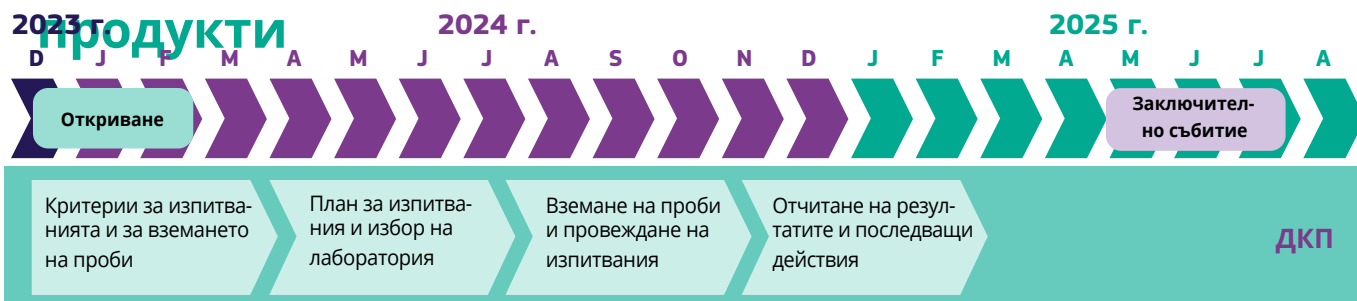 продукти
2023 г. 2024 г. 2025 г.
D J F M A M J J A S O N D J F M A M J J A
Откриване
Заключител-
но събитие
Критерии за изпитва-
нията и за вземането
на проби
План за изпитва-
ния и избор на
лаборатория
Вземане на проби
и провеждане на
изпитвания
Отчитане на резул-
татите и последващи
действия
ДКП